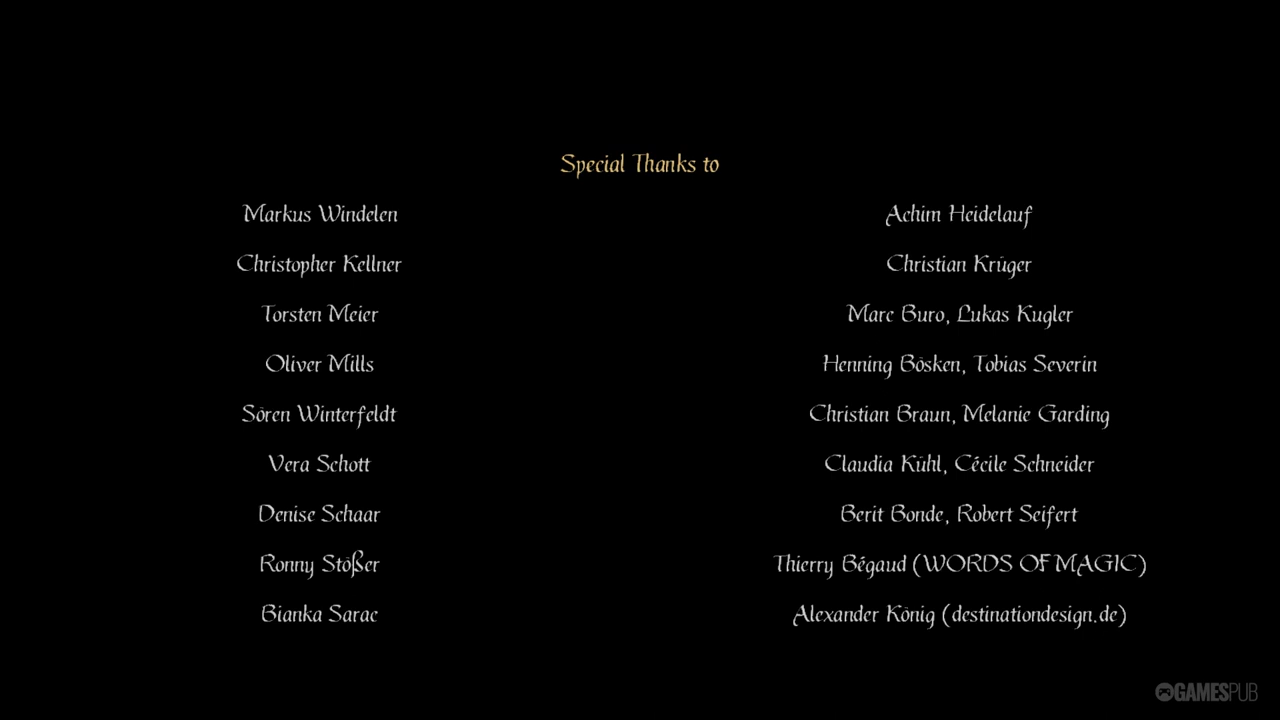 Special Thanks to
Markus Windelen
Christopher Kellner
Torsten Meier
Oliver Mills
Sören Winterfeldt
Vera Schott
Denise Schaar
Ronny Stößer
Bianka Sarac
Achim Heidelauf
Christian Krüger
Marc Buro, Lukas Kugler
Henning Bösken, Tobias Severin
Christian Braun, Melanie Garding
Claudia Kühl, Cécile Schneider
Berit Bonde, Robert Seifert
Thierry Bégaud (WORDS OF MAGIC)
Alexander König (destinationdesign.de)
GAMESPUB